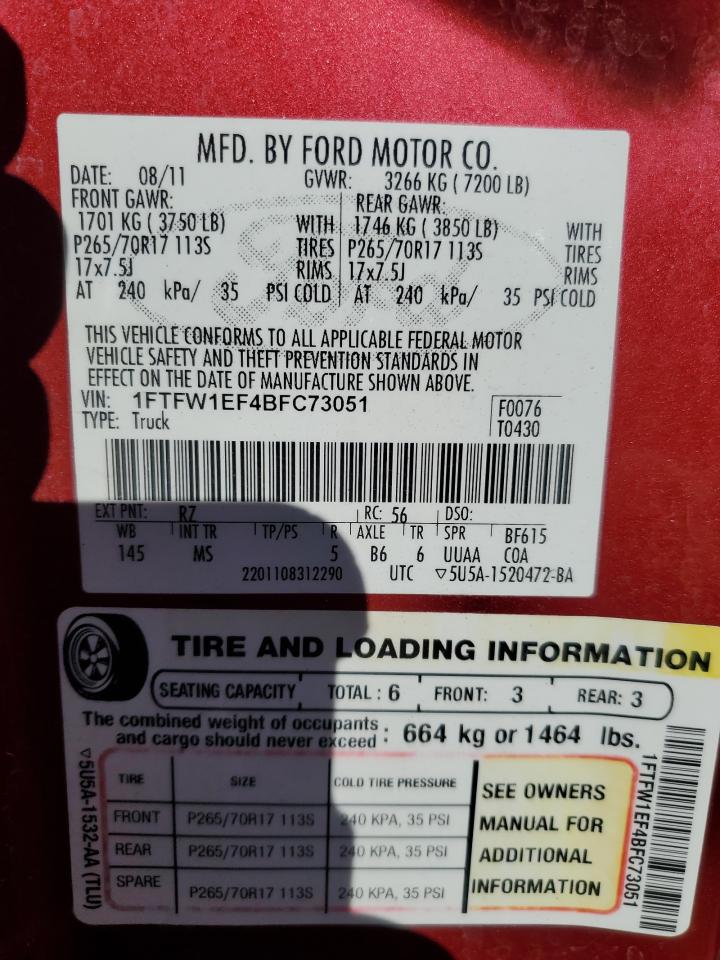 MFD. BY FORD MOTOR CO.
DATE: 08/11 GVWR: 3266 KG ( 7200 LB)
FRONT GAWR: REAR GAWR:
1701 KG ( 3750 LB) WITH 1746 KG ( 3850 LB) WITH
P265/70R17 113S TIRES P265/70R17 113S TIRES
17x7.5J RIMS 17x7.5J RIMS
AT 240 kPa/ 35 PSI COLD AT 240 kPa/ 35 PSI COLD
THIS VEHICLE CONFORMS TO ALL APPLICABLE FEDERAL MOTOR
VEHICLE SAFETY AND THEFT PREVENTION STANDARDS IN
EFFECT ON THE DATE OF MANUFACTURE SHOWN ABOVE.
VIN: 1FTFW1EF4BFC73051 F0076
TYPE: Truck T0430
EXT PNT: RZ RC: 56 DSO:
WB INT TR TP/PS R AXLE TR SPR BF615
145 MS 5 B6 6 UUAA COA
2201108312290 UTC ▽5U5A-1520472-BA
TIRE AND LOADING INFORMATION
SEATING CAPACITY TOTAL : 6 FRONT: 3 REAR: 3
The combined weight of occupants
and cargo should never exceed : 664 kg or 1464 lbs.
TIRE SIZE COLD TIRE PRESSURE
FRONT P265/70R17 113S 240 KPA, 35 PSI
REAR P265/70R17 113S 240 KPA, 35 PSI
SPARE P265/70R17 113S 240 KPA, 35 PSI
SEE OWNERS
MANUAL FOR
ADDITIONAL
INFORMATION
▽5U5A-1532-AA (TLU)
1FTFW1EF4BFC73051